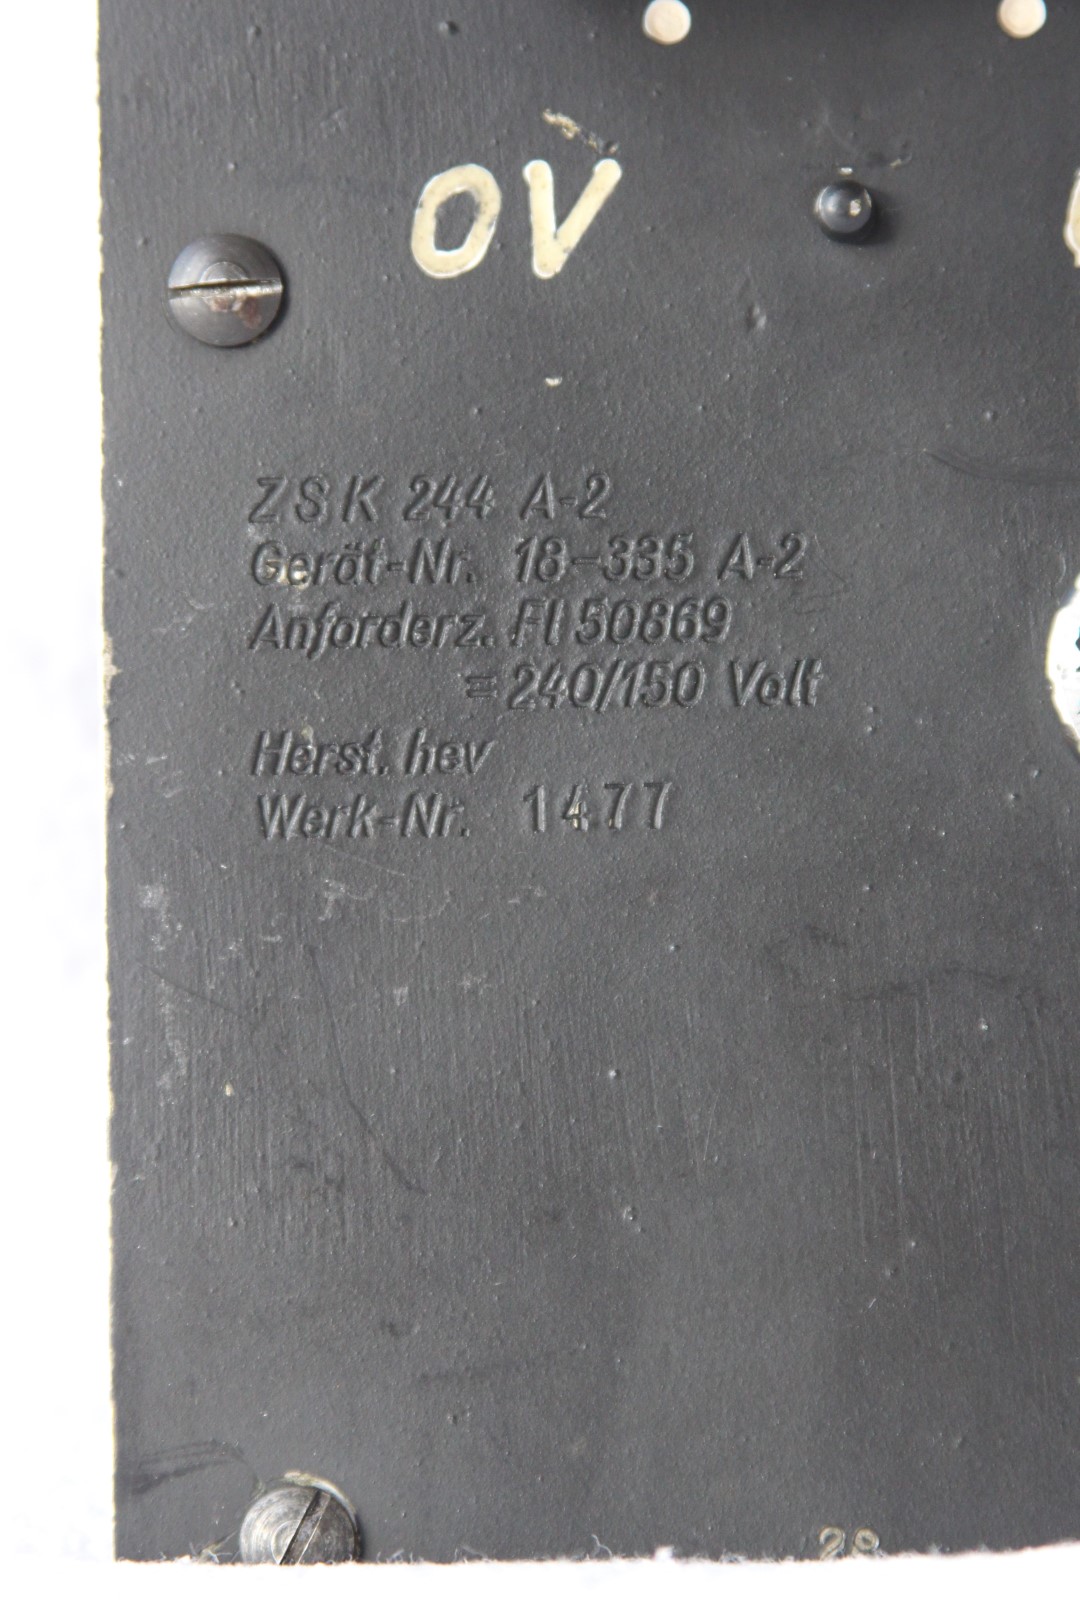 OV
ZSK 244 A-2
Gerät-Nr. 18-335 A-2
Anforderz. Fl 50869
= 240/150 Volt
Herst. hev
Werk-Nr. 1477